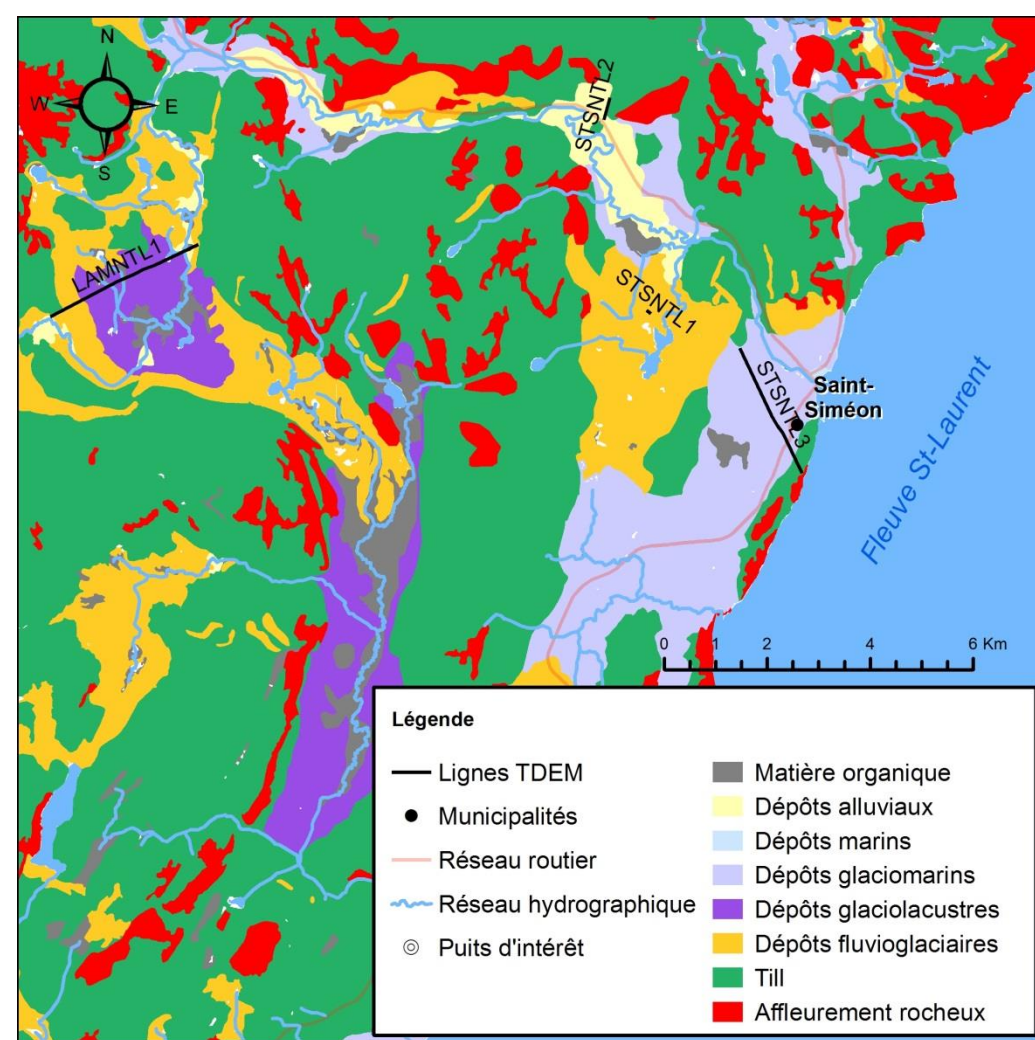 N
W
E
S
STSNTL2
LAMNTL1
STSNTL1
STSNTL3
Saint-
Siméon
Fleuve St-Laurent
0 1 2 4 6 Km
Légende
Lignes TDEM
Municipalités
Réseau routier
Réseau hydrographique
Puits d'intérêt
Matière organique
Dépôts alluviaux
Dépôts marins
Dépôts glaciomarins
Dépôts glaciolacustres
Dépôts fluvioglaciaires
Till
Affleurement rocheux